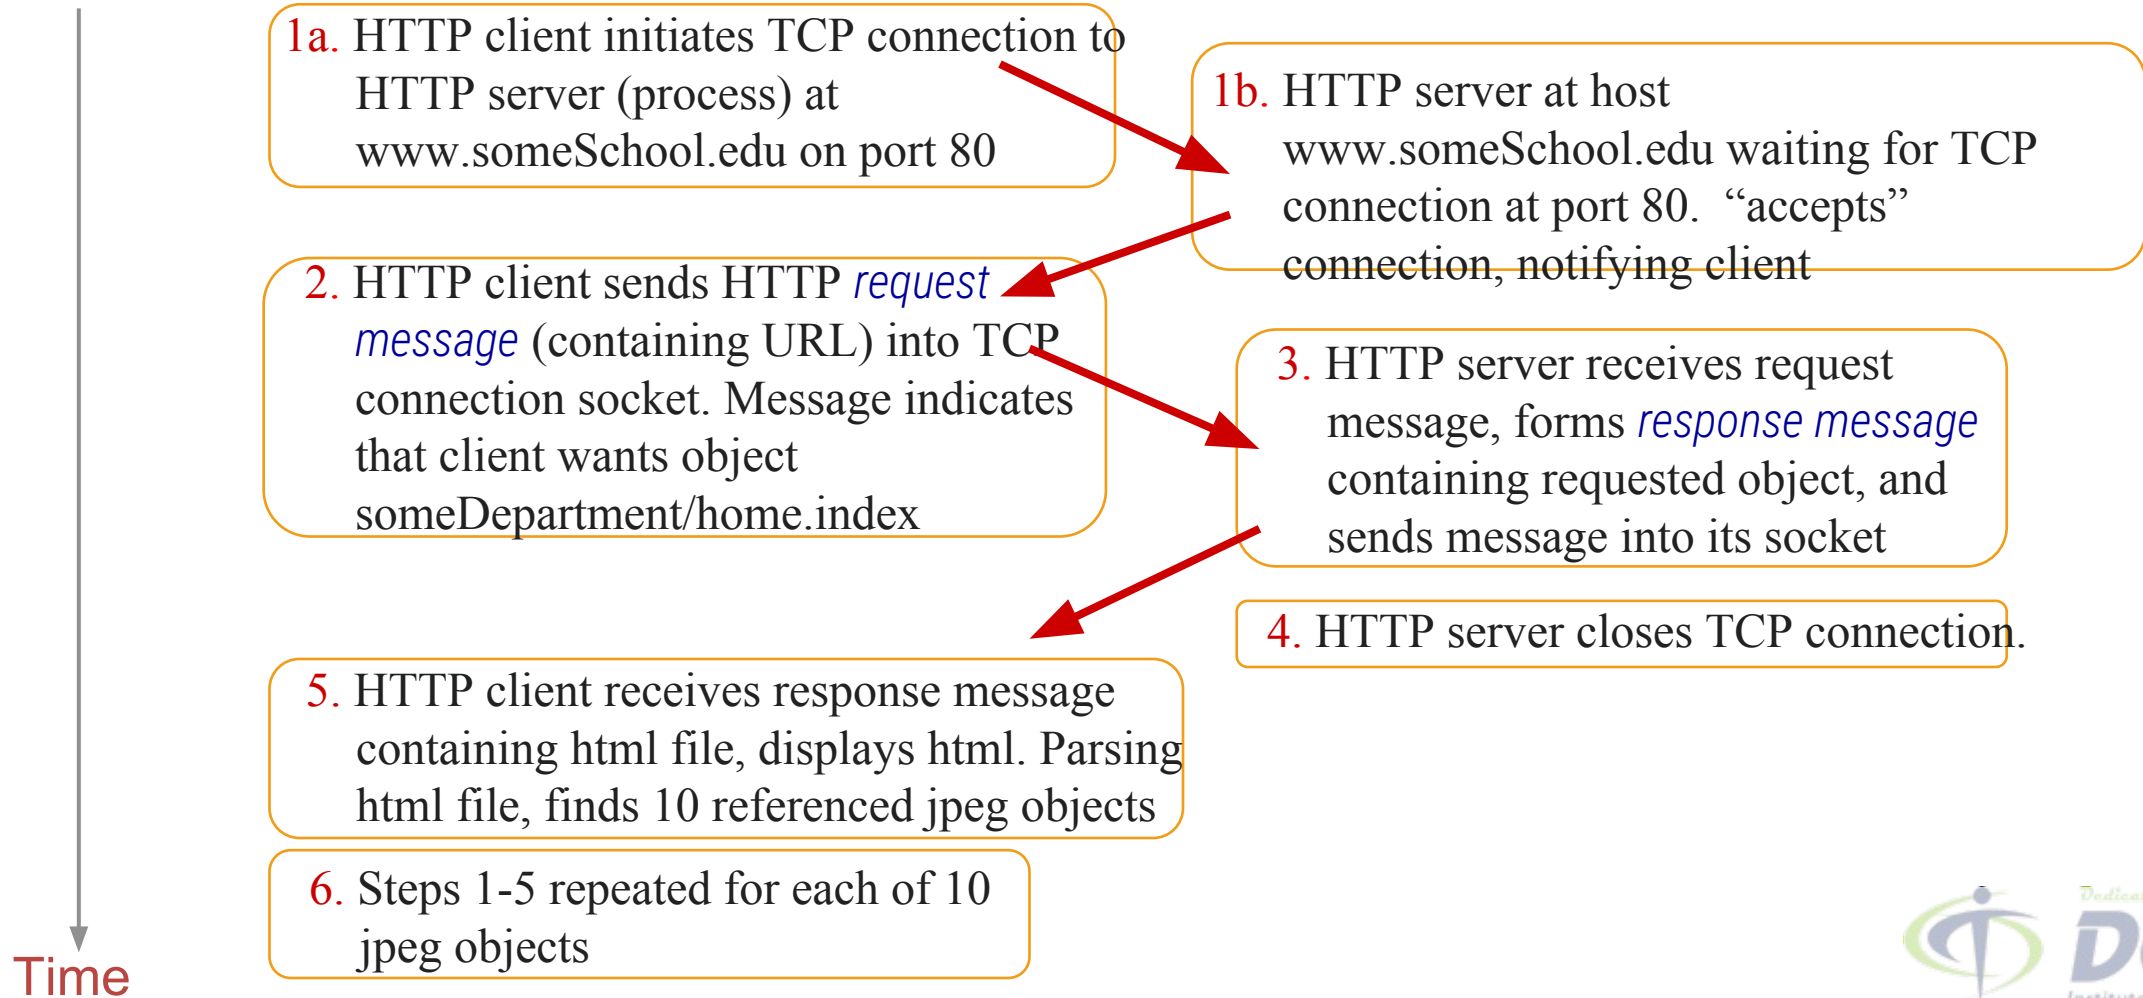 1a. HTTP client initiates TCP connection to
HTTP server (process) at
www.someSchool.edu on port 80
1b. HTTP server at host
www.someSchool.edu waiting for TCP
connection at port 80. “accepts”
connection, notifying client
2. HTTP client sends HTTP request
message (containing URL) into TCP
connection socket. Message indicates
that client wants object
someDepartment/home.index
3. HTTP server receives request
message, forms response message
containing requested object, and
sends message into its socket
4. HTTP server closes TCP connection.
5. HTTP client receives response message
containing html file, displays html. Parsing
html file, finds 10 referenced jpeg objects
6. Steps 1-5 repeated for each of 10
jpeg objects
Time